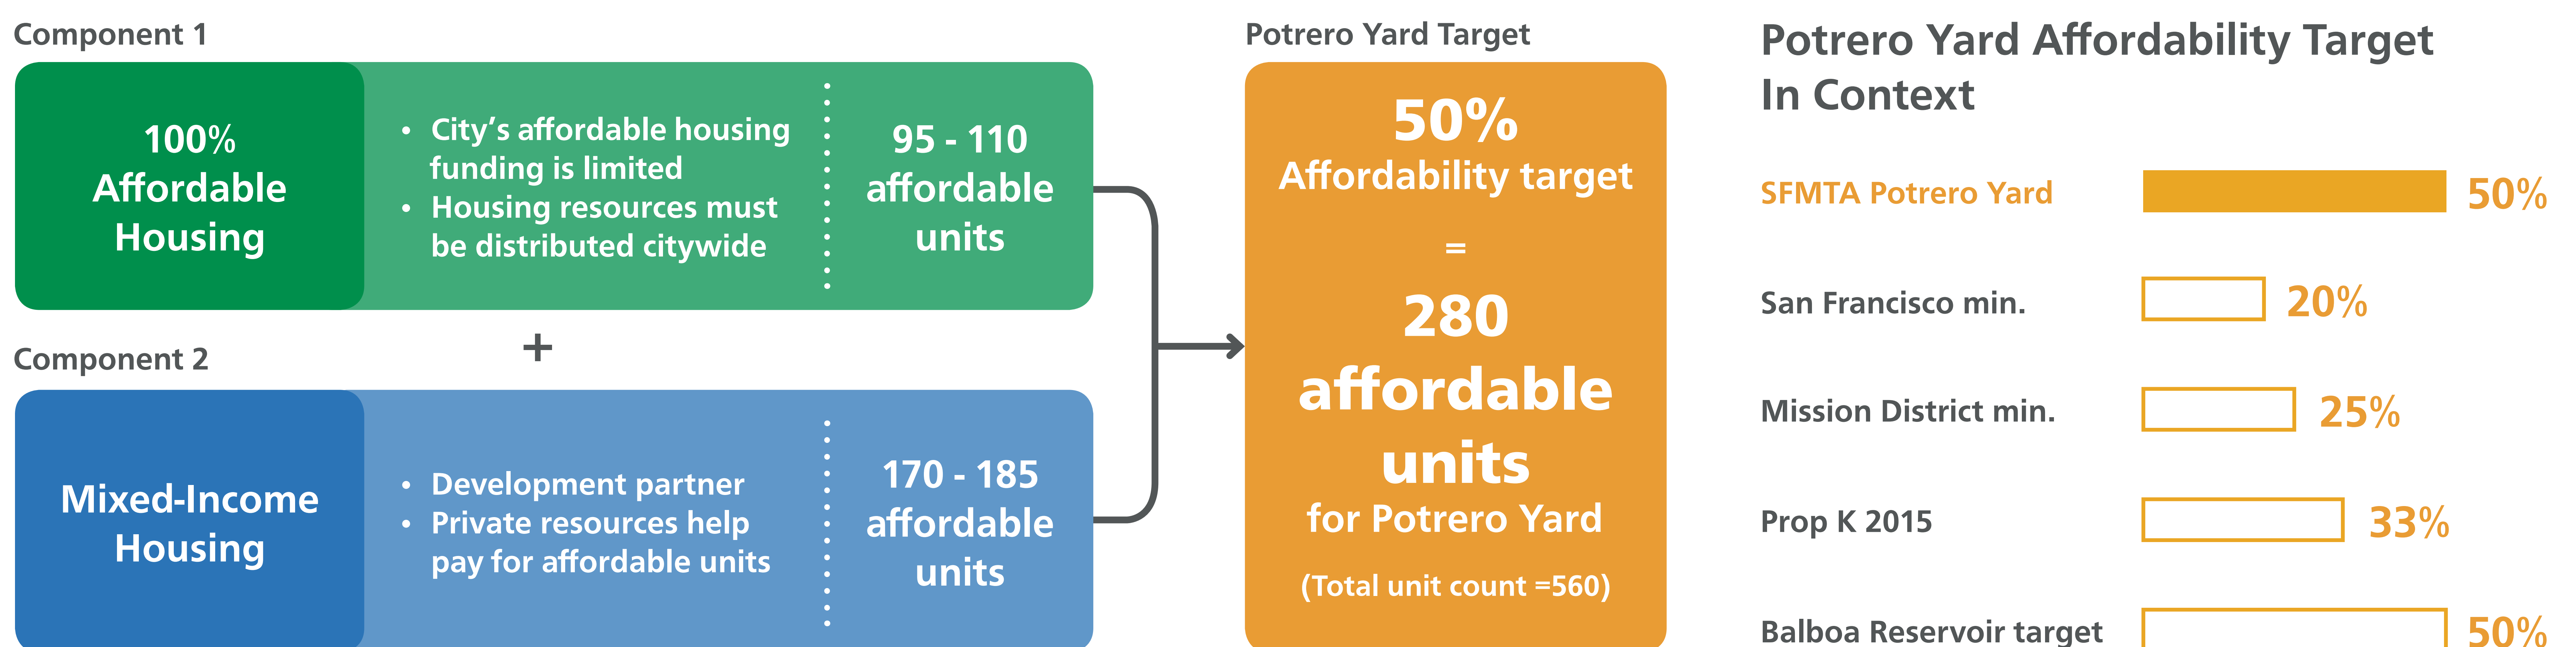 Component 1
100%
Affordable
Housing
• City’s affordable housing
funding is limited
• Housing resources must
be distributed citywide
95 - 110
affordable
units
+
Component 2
Mixed-Income
Housing
• Development partner
• Private resources help
pay for affordable units
170 - 185
affordable
units
Potrero Yard Target
50%
Affordability target
=
280
affordable
units
for Potrero Yard
(Total unit count =560)
Potrero Yard Affordability Target
In Context
SFMTA Potrero Yard 50%
San Francisco min. 20%
Mission District min. 25%
Prop K 2015 33%
Balboa Reservoir target 50%